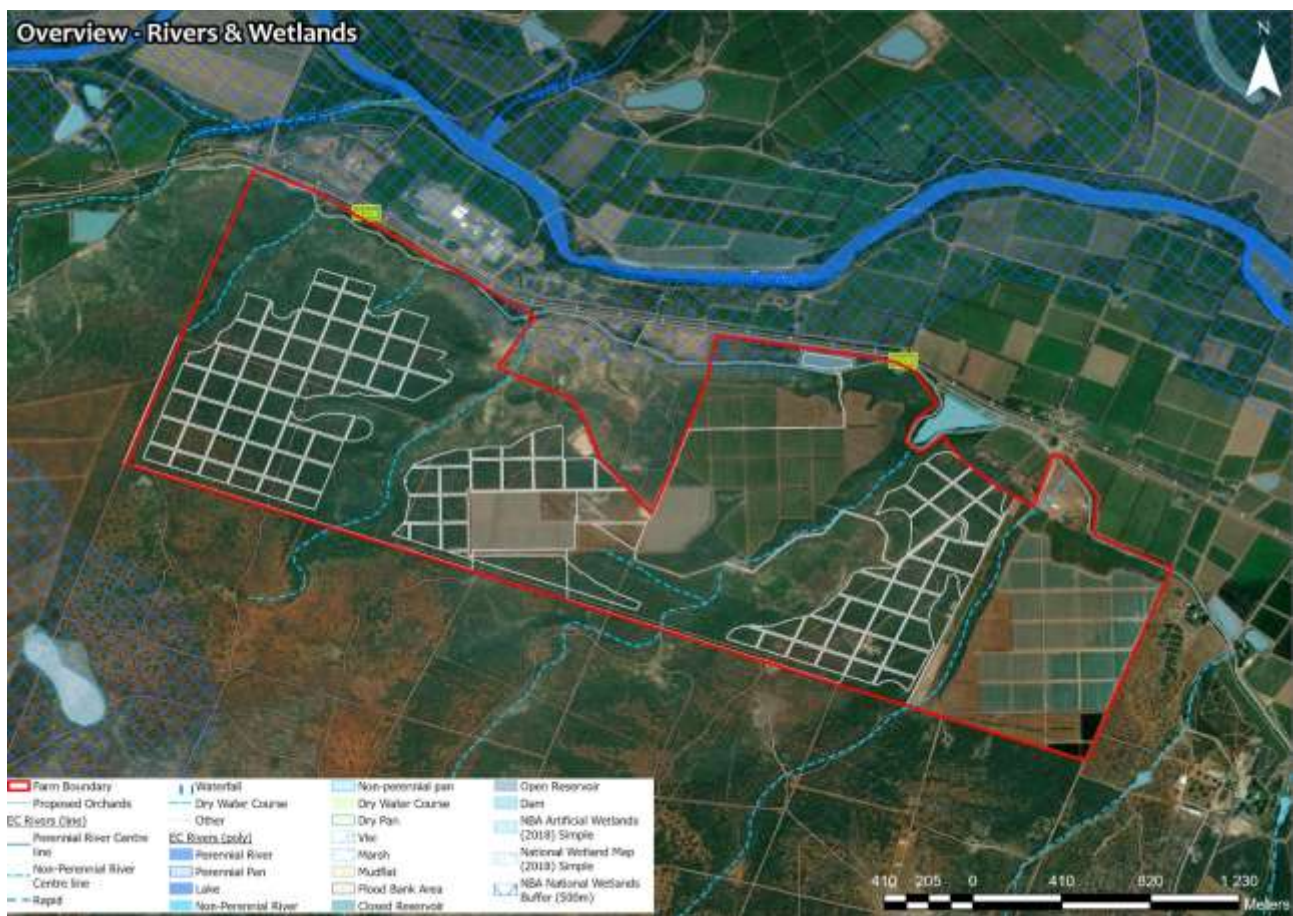 Overview - Rivers & Wetlands
N
Farm Boundary
Proposed Orchards
EC Rivers (line)
Perennial River Centre
line
Non-Perennial River
Centre line
Rapid
Waterfall
Dry Water Course
Other
EC Rivers (poly)
Perennial River
Perennial Pan
Lake
Non-Perennial River
Non-perennial pan
Dry Water Course
Dry Pan
Vlei
Marsh
Mudflat
Flood Bank Area
Closed Reservoir
Open Reservoir
Dam
NBA Artificial Wetlands
(2018) Simple
National Wetland Map
(2018) Simple
NBA National Wetlands
Buffer (500m)
410 205 0 410 820 1 230
Meters